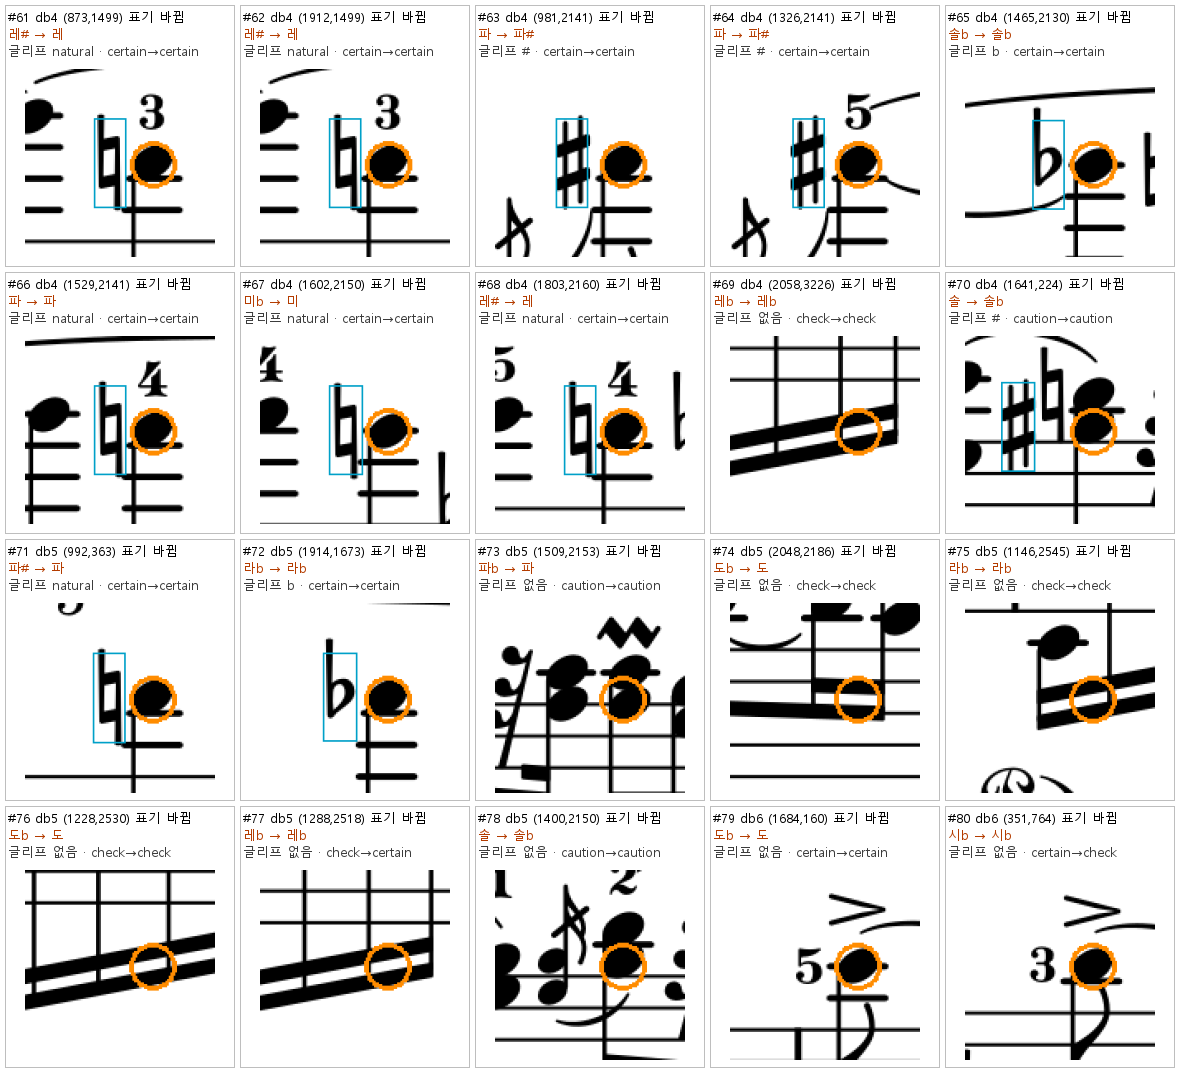 #61 db4 (873,1499) 표기 바뀜
레# → 레
글리프 natural · certain→certain
3
#62 db4 (1912,1499) 표기 바뀜
레# → 레
글리프 natural · certain→certain
3
#63 db4 (981,2141) 표기 바뀜
파 → 파#
글리프 # · certain→certain
#64 db4 (1326,2141) 표기 바뀜
파 → 파#
글리프 # · certain→certain
5
#65 db4 (1465,2130) 표기 바뀜
솔b → 솔b
글리프 b · certain→certain
#66 db4 (1529,2141) 표기 바뀜
파 → 파
글리프 natural · certain→certain
4
#67 db4 (1602,2150) 표기 바뀜
미b → 미
글리프 natural · certain→certain
4
#68 db4 (1803,2160) 표기 바뀜
레# → 레
글리프 natural · certain→certain
5 4
#69 db4 (2058,3226) 표기 바뀜
레b → 레b
글리프 없음 · check→check
#70 db4 (1641,224) 표기 바뀜
솔 → 솔b
글리프 # · caution→caution
#71 db5 (992,363) 표기 바뀜
파# → 파
글리프 natural · certain→certain
#72 db5 (1914,1673) 표기 바뀜
라b → 라b
글리프 b · certain→certain
#73 db5 (1509,2153) 표기 바뀜
파b → 파
글리프 없음 · caution→caution
#74 db5 (2048,2186) 표기 바뀜
도b → 도
글리프 없음 · check→check
#75 db5 (1146,2545) 표기 바뀜
라b → 라b
글리프 없음 · check→check
#76 db5 (1228,2530) 표기 바뀜
도b → 도
글리프 없음 · check→check
#77 db5 (1288,2518) 표기 바뀜
레b → 레b
글리프 없음 · check→certain
#78 db5 (1400,2150) 표기 바뀜
솔 → 솔b
글리프 없음 · caution→caution
2
#79 db6 (1684,160) 표기 바뀜
도b → 도
글리프 없음 · certain→certain
5
#80 db6 (351,764) 표기 바뀜
시b → 시b
글리프 없음 · certain→check
3